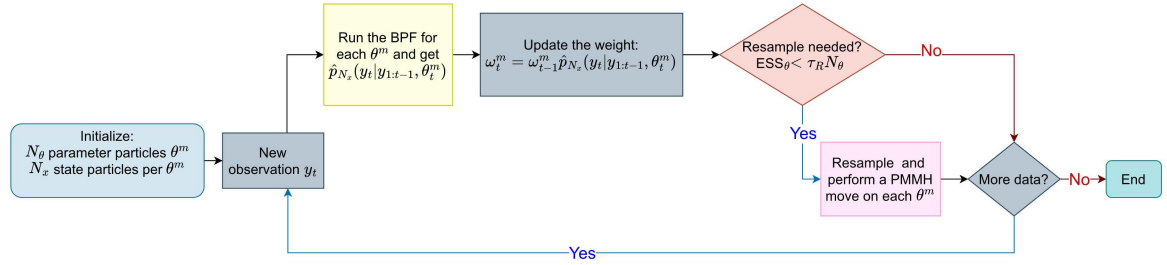 Initialize:
N_θ parameter particles θ^m
N_x state particles per θ^m
New
observation y_t
Run the BPF for
each θ^m and get
p̂_{N_x}(y_t|y_{1:t−1}, θ_t^m)
Update the weight:
ω_t^m = ω_{t−1}^m p̂_{N_x}(y_t|y_{1:t−1}, θ_t^m)
Resample needed?
ESS_θ< τ_R N_θ
No
Yes
Resample and
perform a PMMH
move on each θ^m
More data?
No
End
Yes